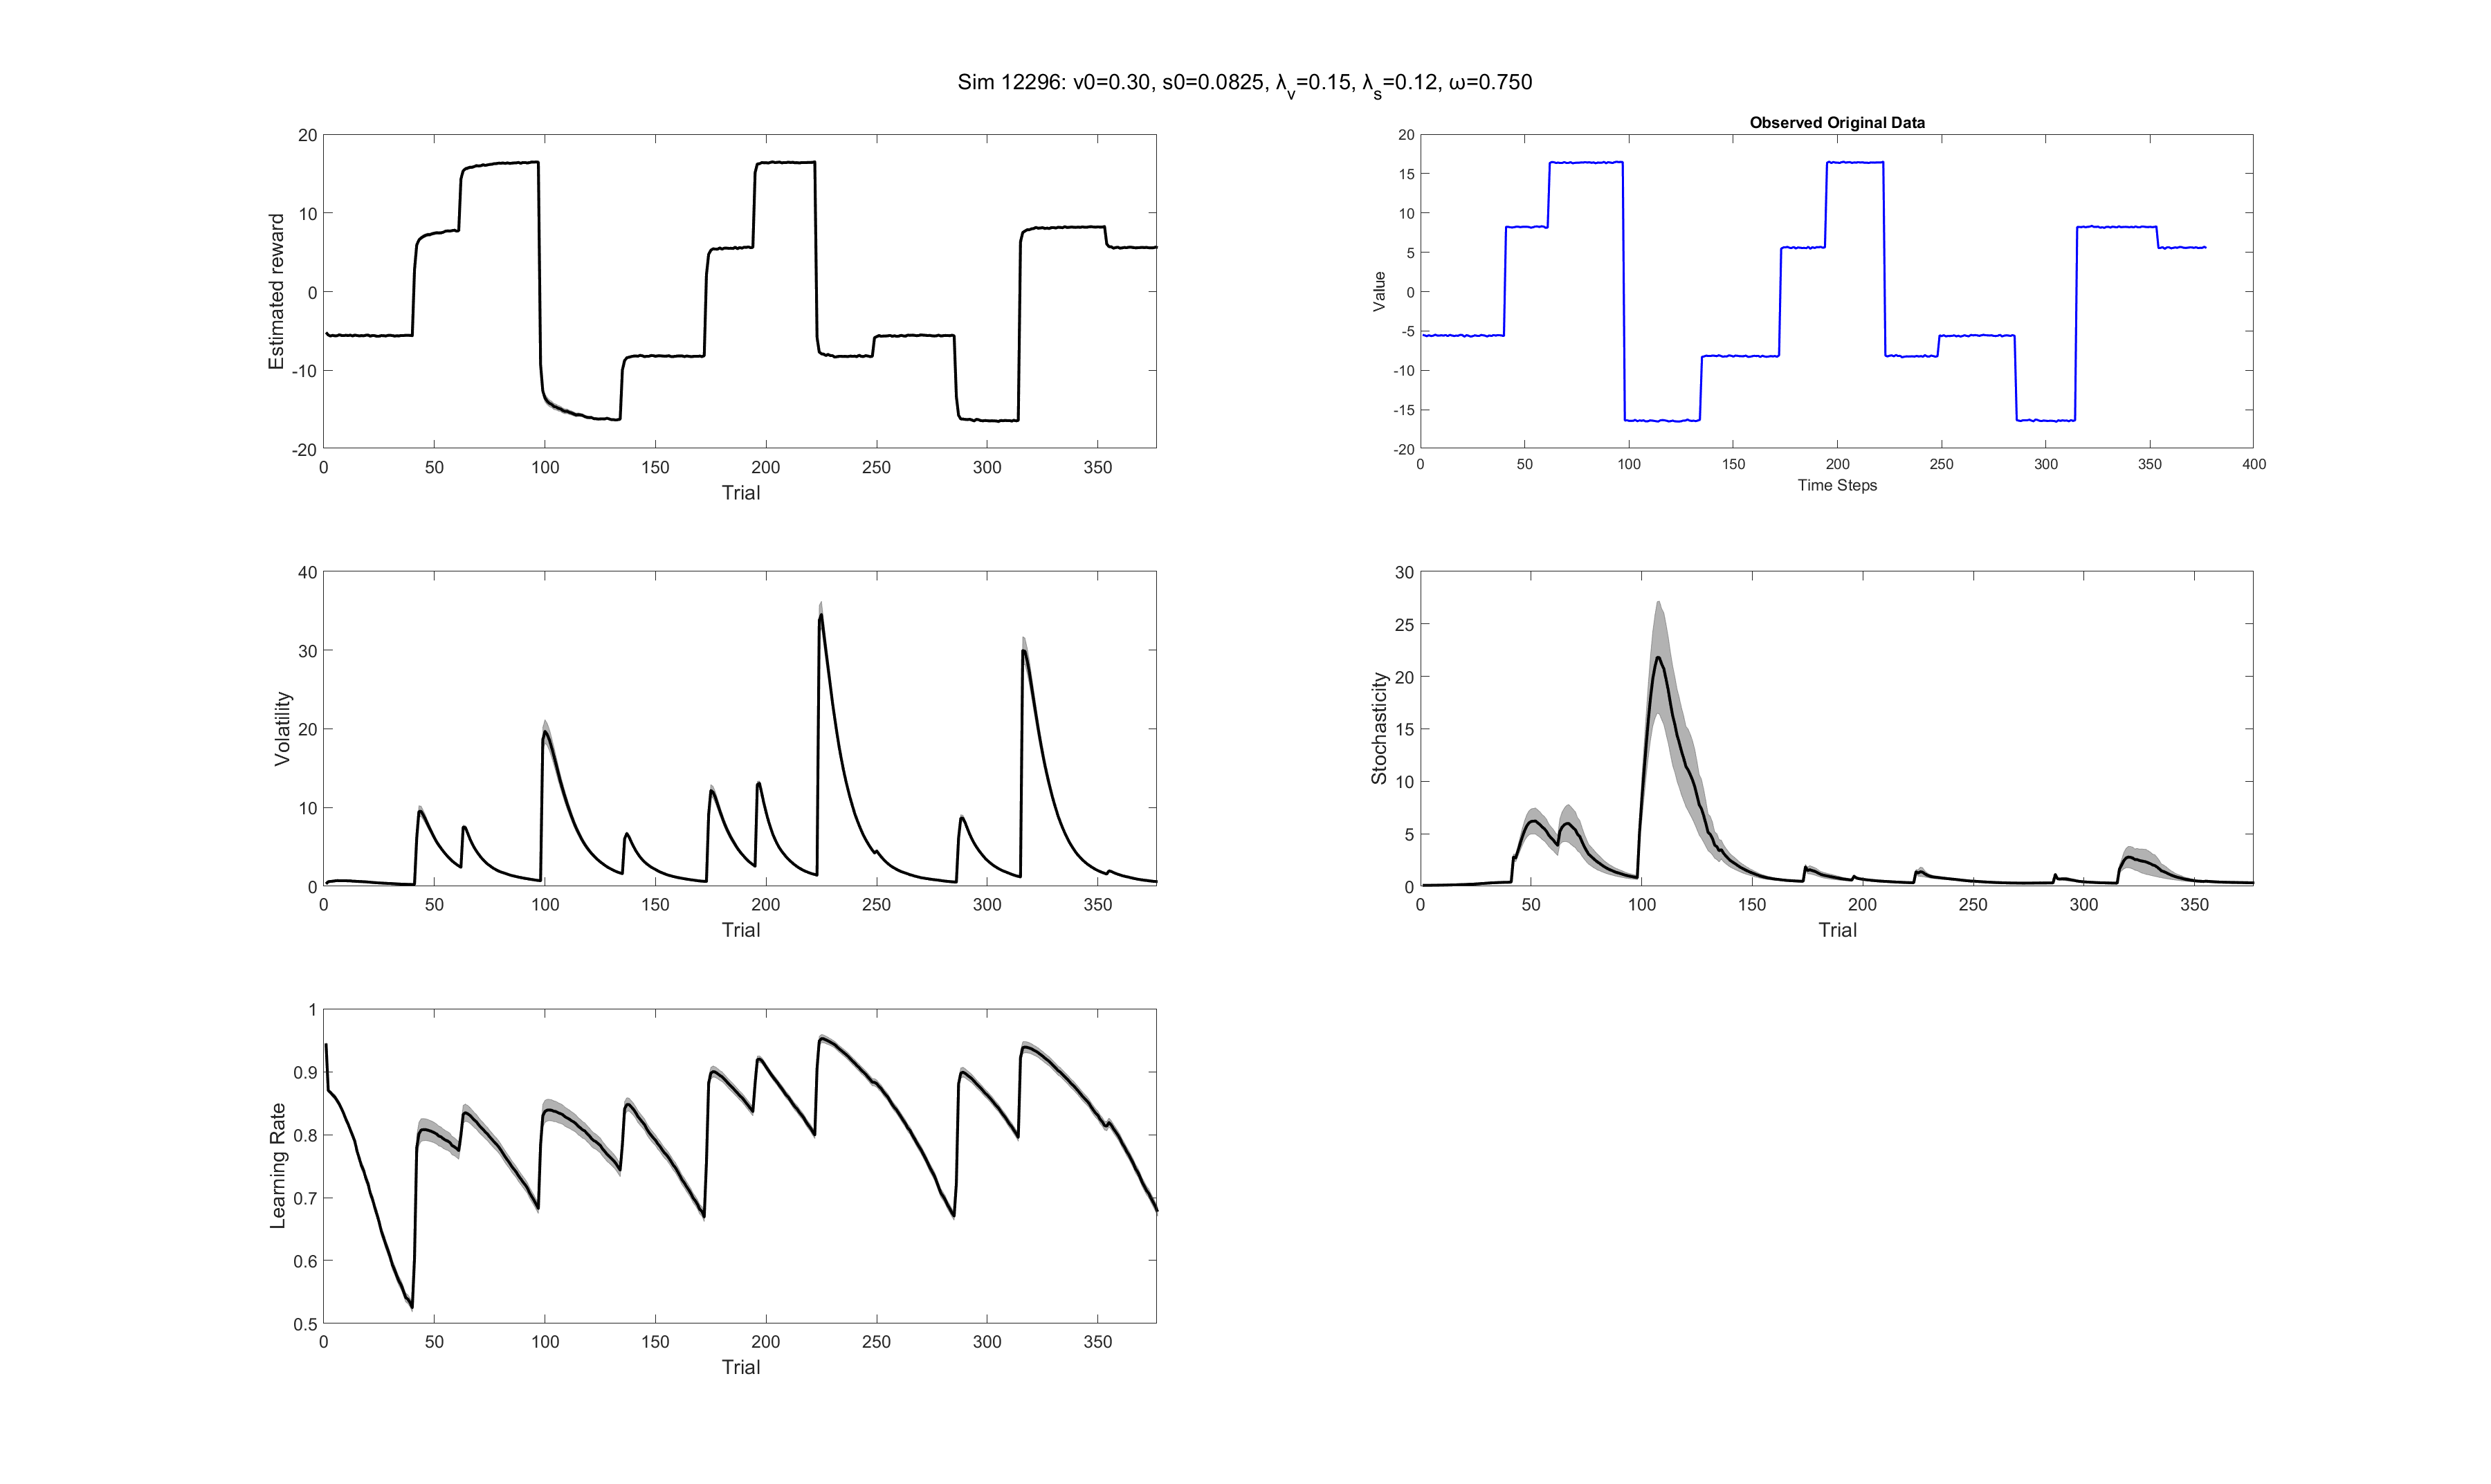 Sim 12296: v0=0.30, s0=0.0825, λv=0.15, λs=0.12, ω=0.750
20
10
0
-10
-20
Estimated reward
0 50 100 150 200 250 300 350
Trial
Observed Original Data
20
15
10
5
0
-5
-10
-15
-20
Value
0 50 100 150 200 250 300 350 400
Time Steps
40
30
20
10
0
Volatility
0 50 100 150 200 250 300 350
Trial
30
25
20
15
10
5
0
Stochasticity
0 50 100 150 200 250 300 350
Trial
1
0.9
0.8
0.7
0.6
0.5
Learning Rate
0 50 100 150 200 250 300 350
Trial